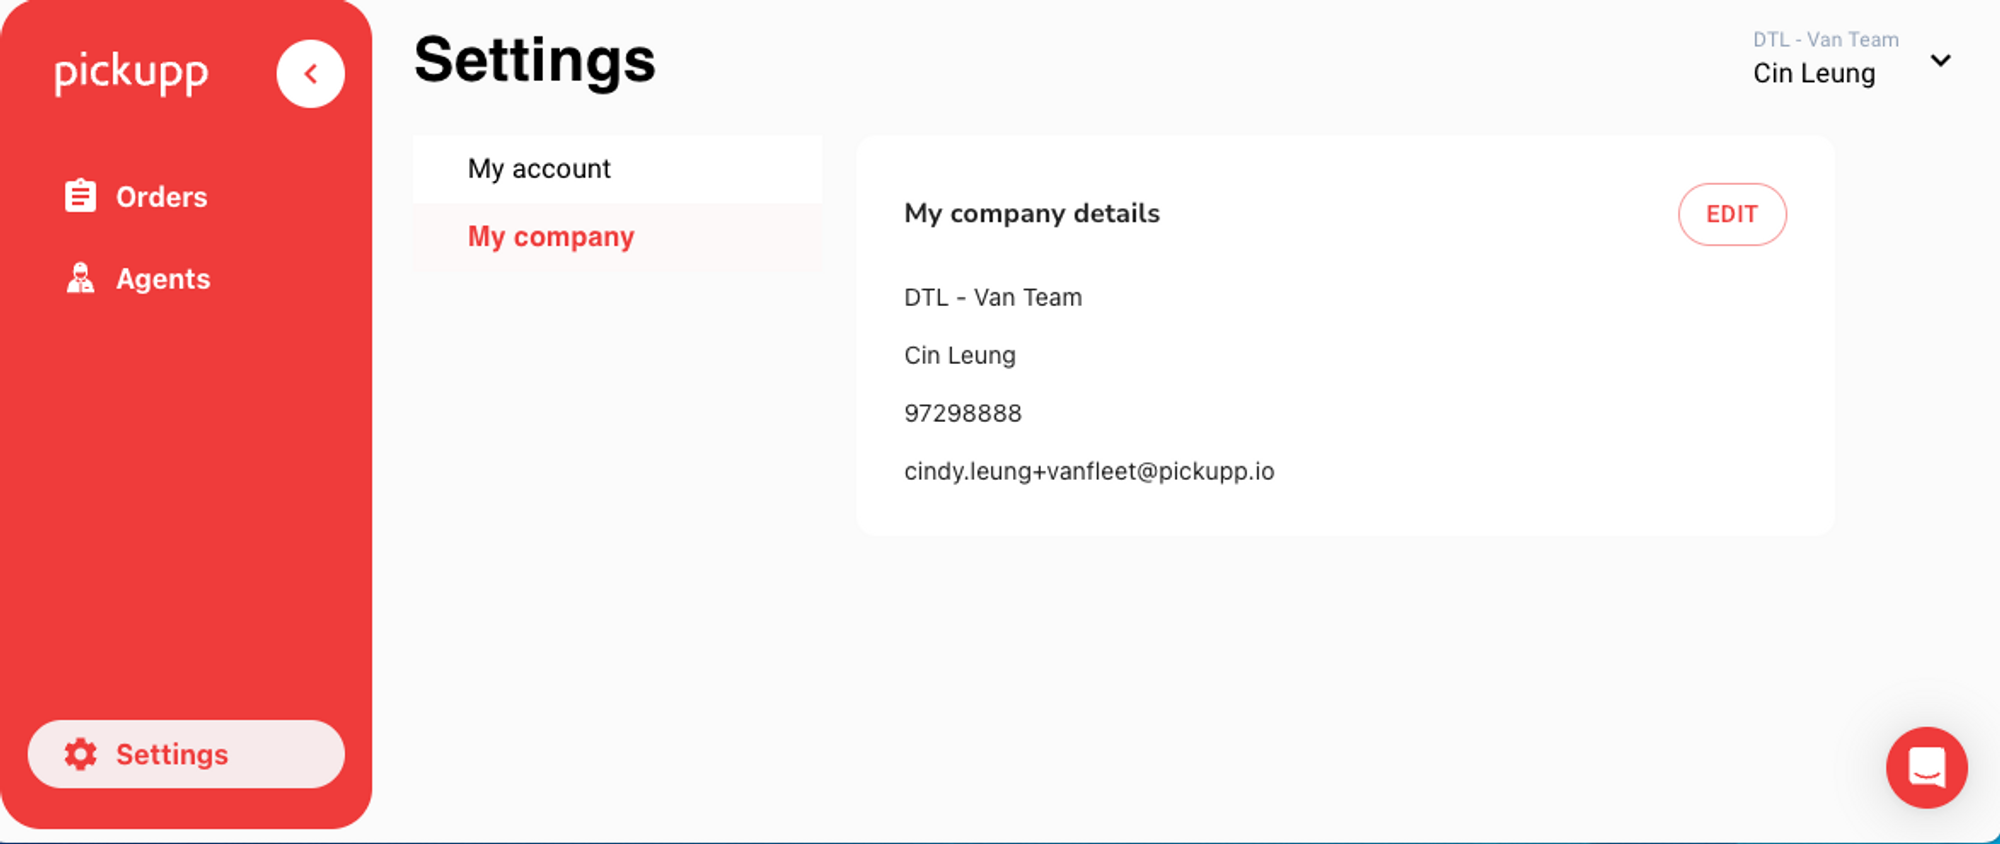 pickupp
Orders
Agents
Settings
Settings
DTL - Van Team
Cin Leung
My account
My company
My company details
EDIT
DTL - Van Team
Cin Leung
97298888
cindy.leung+vanfleet@pickupp.io